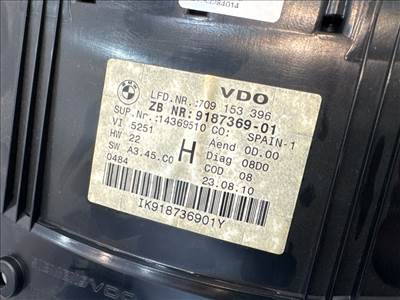 BMW
VDO
LFD.NR.:709 153 396
ZB NR:9187369-01
SUP.Nr.:14369510 CO: SPAIN-1
VI 5251 Aend 0D.00
HW 22 H Diag 08D0
SW A3.45.C0 COD 08
0484 23.08.10
IK918736901Y